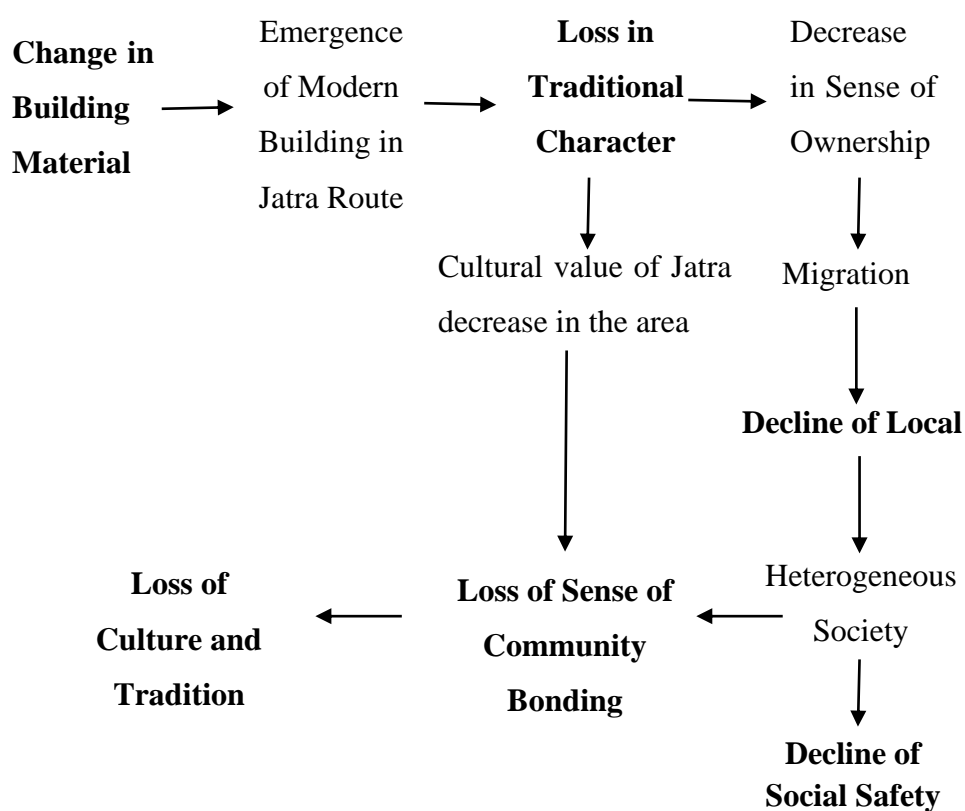 Change in
Building
Material
Emergence
of Modern
Building in
Jatra Route
Loss in
Traditional
Character
Decrease
in Sense of
Ownership
Cultural value of Jatra
decrease in the area
Migration
Decline of Local
Heterogeneous
Society
Loss of Sense of
Community
Bonding
Loss of
Culture and
Tradition
Decline of
Social Safety